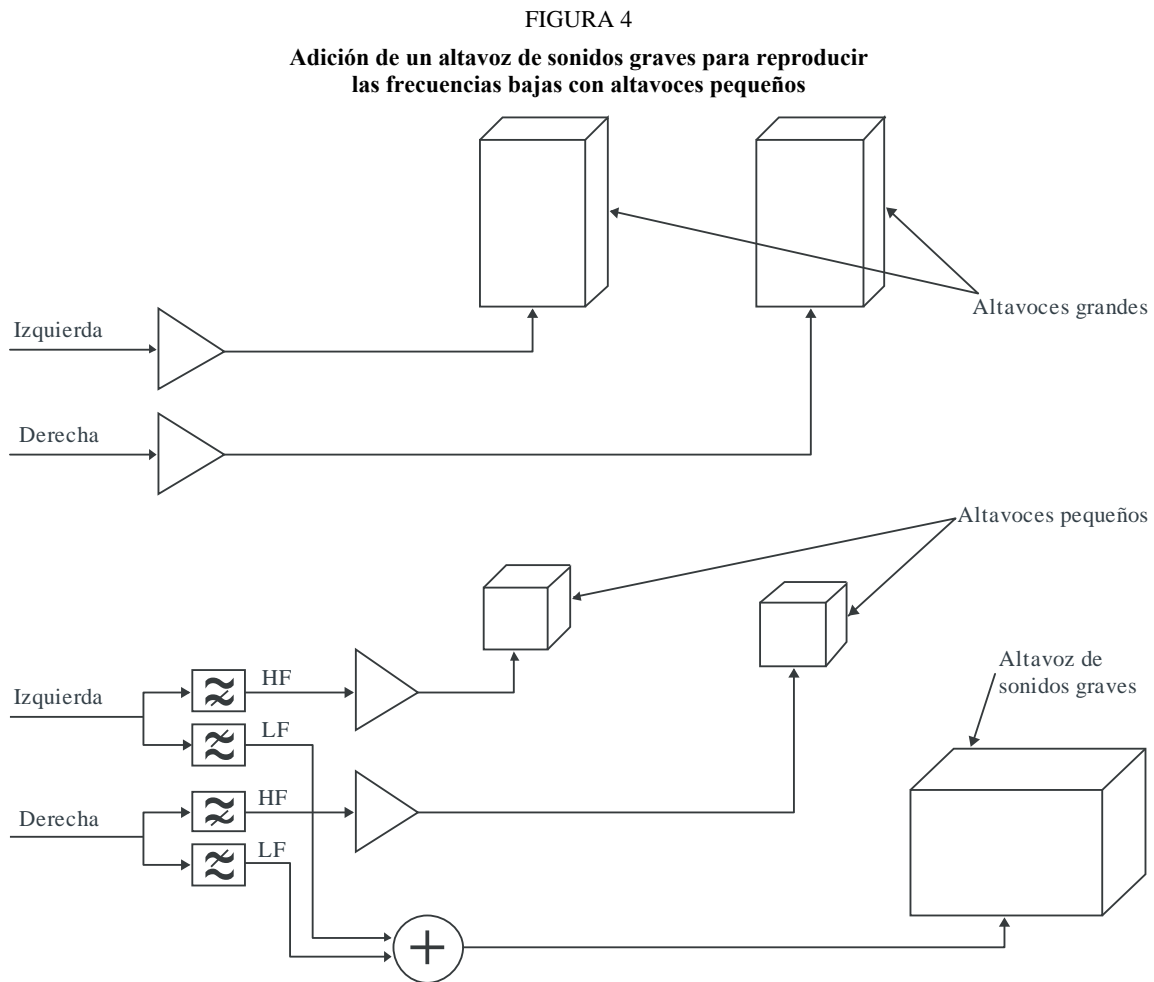 FIGURA 4
Adición de un altavoz de sonidos graves para reproducir
las frecuencias bajas con altavoces pequeños
Izquierda
Altavoces grandes
Derecha
Altavoces pequeños
Izquierda
HF
LF
Altavoz de
sonidos graves
Derecha
HF
LF
+